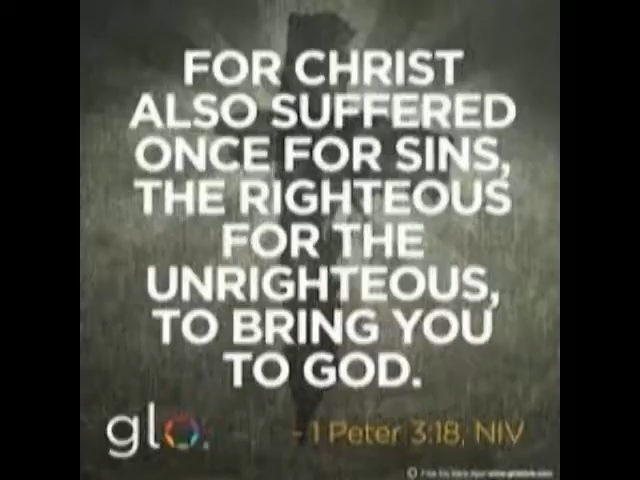 FOR CHRIST
ALSO SUFFERED
ONCE FOR SINS,
THE RIGHTEOUS
FOR THE
UNRIGHTEOUS,
TO BRING YOU
TO GOD.
glo.
- 1 Peter 3:18, NIV